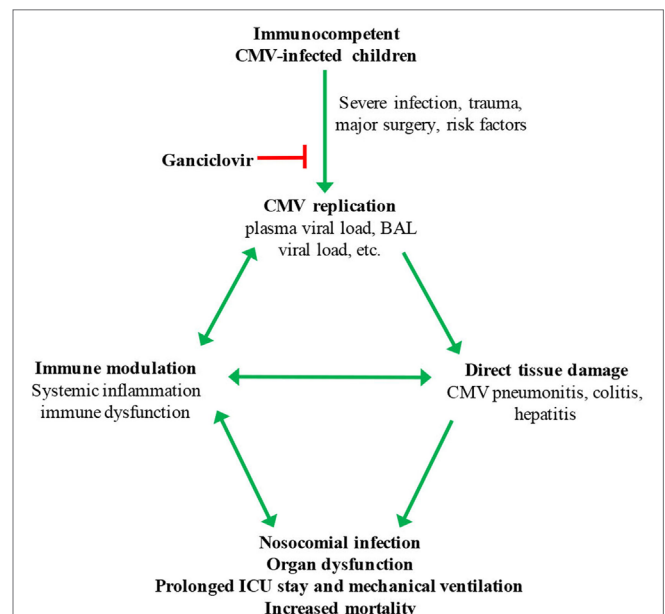 Immunocompetent
CMV-infected children
Severe infection, trauma,
major surgery, risk factors
Ganciclovir
CMV replication
plasma viral load, BAL
viral load, etc.
Immune modulation
Systemic inflammation
immune dysfunction
Direct tissue damage
CMV pneumonitis, colitis,
hepatitis
Nosocomial infection
Organ dysfunction
Prolonged ICU stay and mechanical ventilation
Increased mortality